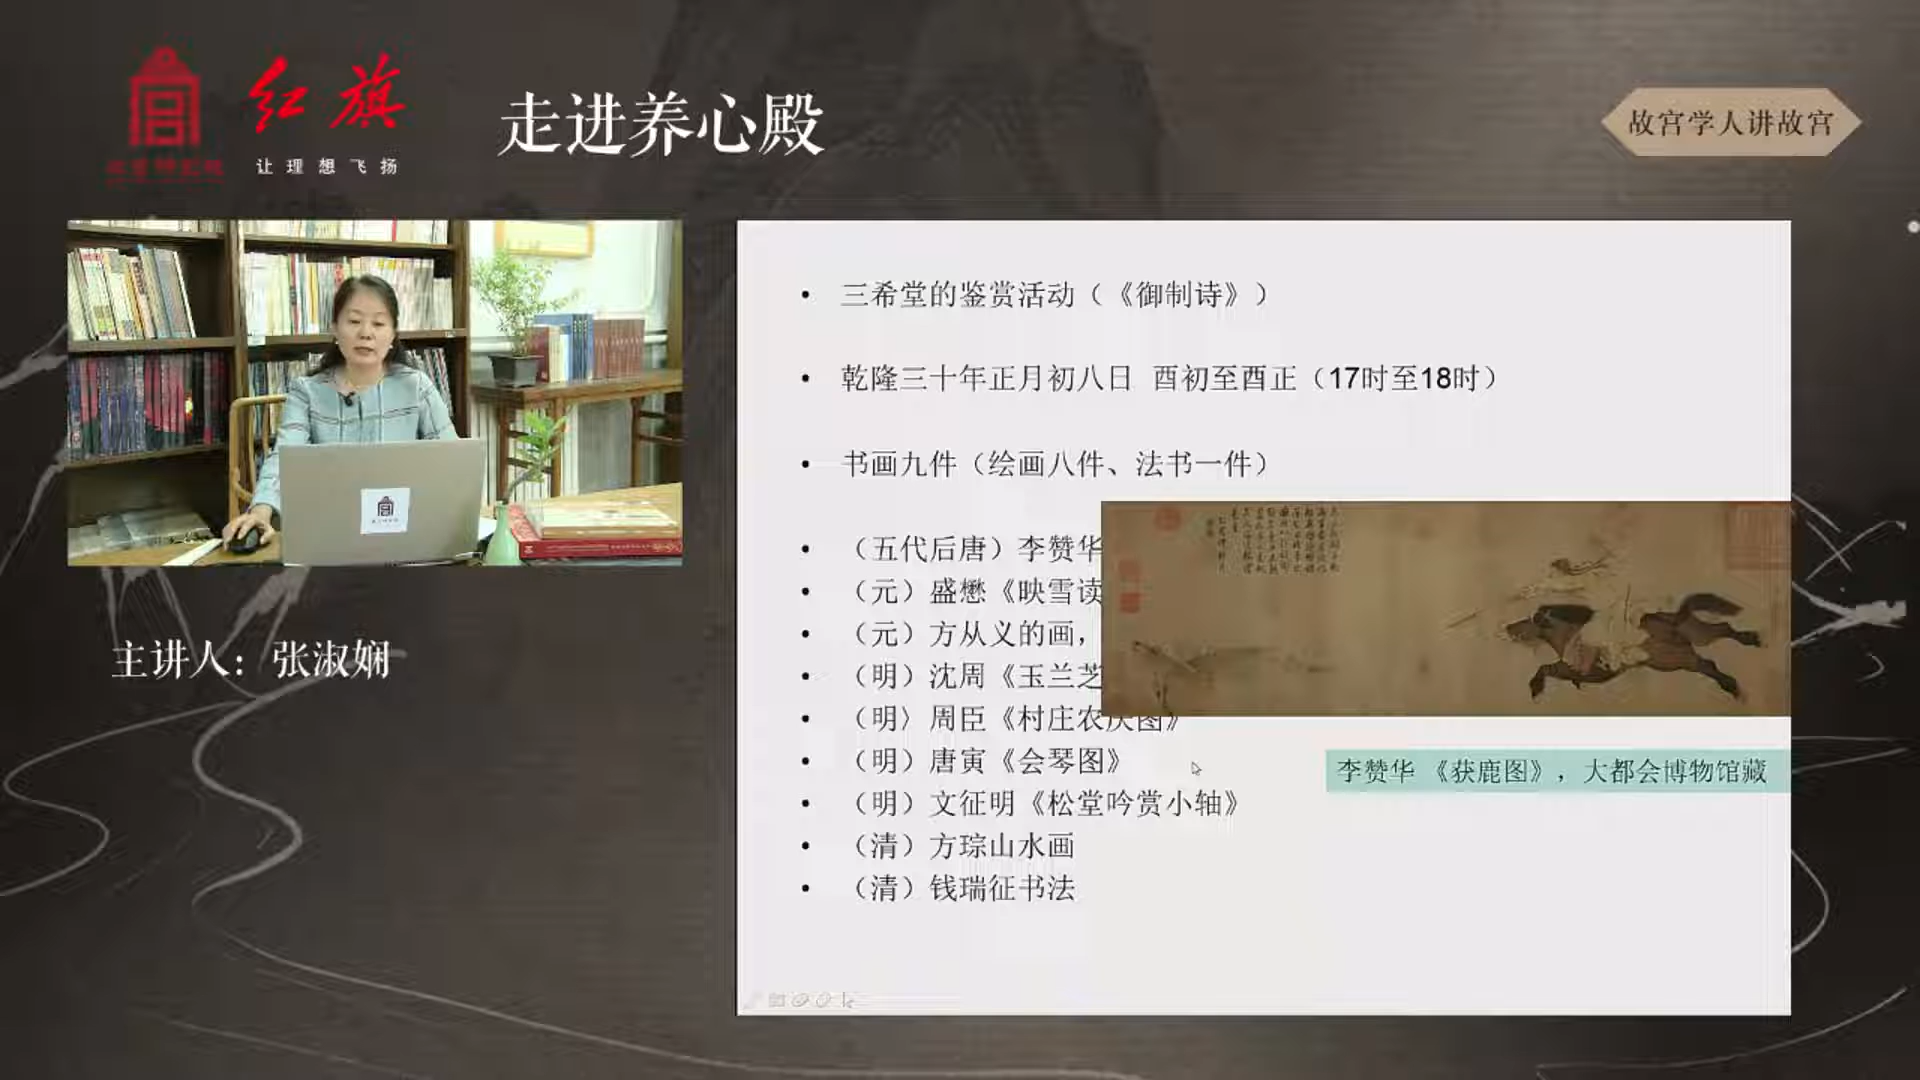 红旗
让理想飞扬
走进养心殿
故宫学人讲故宫
主讲人：张淑娴
• 三希堂的鉴赏活动（《御制诗》）
• 乾隆三十年正月初八日 酉初至酉正（17时至18时）
• 书画九件（绘画八件、法书一件）
• （五代后唐）李赞华
• （元）盛懋《映雪读
• （元）方从义的画，
• （明）沈周《玉兰芝
• （明）周臣《村庄农庆图》
• （明）唐寅《会琴图》
• （明）文征明《松堂吟赏小轴》
• （清）方琮山水画
• （清）钱瑞征书法
李赞华 《获鹿图》，大都会博物馆藏